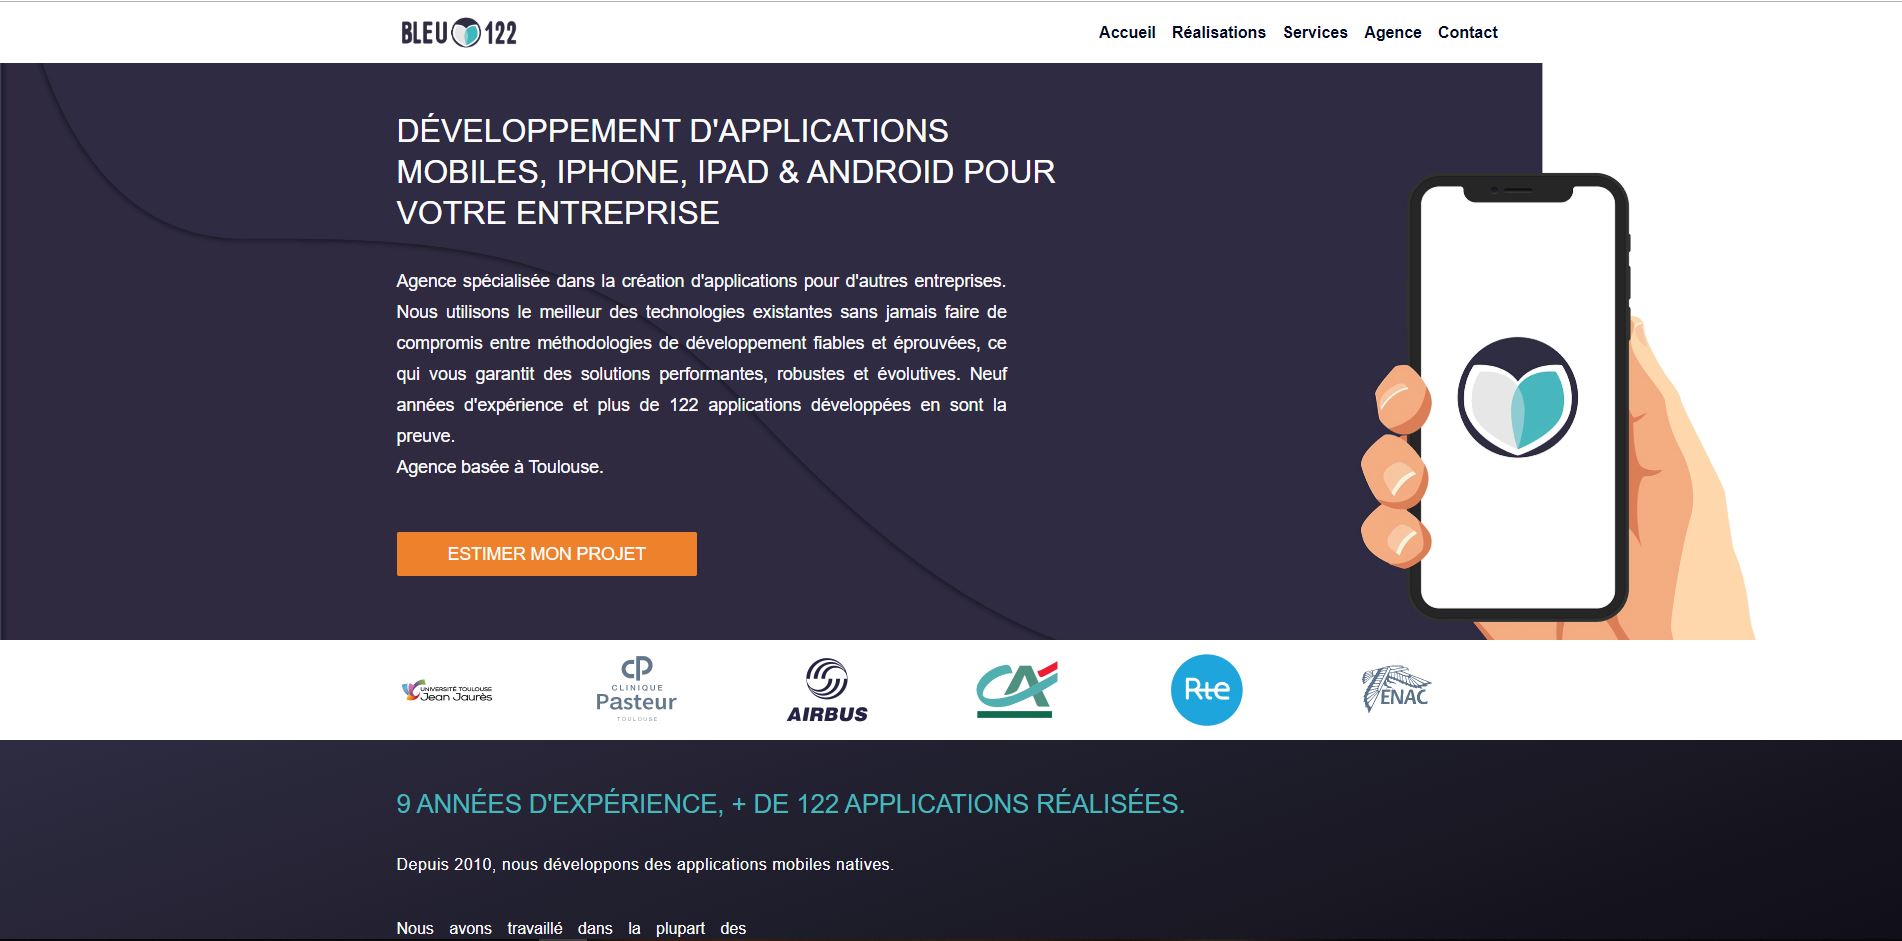 BLEU 122
Accueil Réalisations Services Agence Contact
DÉVELOPPEMENT D'APPLICATIONS
MOBILES, IPHONE, IPAD & ANDROID POUR
VOTRE ENTREPRISE
Agence spécialisée dans la création d'applications pour d'autres entreprises.
Nous utilisons le meilleur des technologies existantes sans jamais faire de
compromis entre méthodologies de développement fiables et éprouvées, ce
qui vous garantit des solutions performantes, robustes et évolutives. Neuf
années d'expérience et plus de 122 applications développées en sont la
preuve.
Agence basée à Toulouse.
ESTIMER MON PROJET
UNIVERSITÉ TOULOUSE
Jean Jaurès
CP
CLINIQUE
Pasteur
TOULOUSE
AIRBUS
CA
Rte
ENAC
9 ANNÉES D'EXPÉRIENCE, + DE 122 APPLICATIONS RÉALISÉES.
Depuis 2010, nous développons des applications mobiles natives.
Nous avons travaillé dans la plupart des